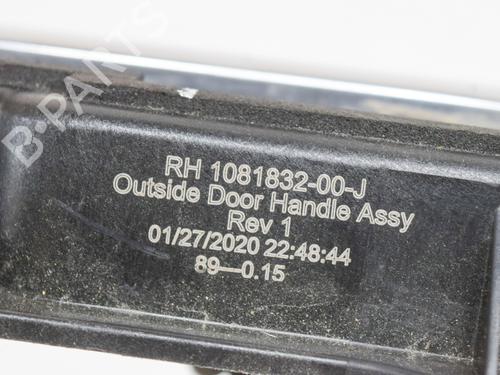 B-PARTS
RH 1081832-00-J
Outside Door Handle Assy
Rev 1
01/27/2020 22:48:44
89—0.15